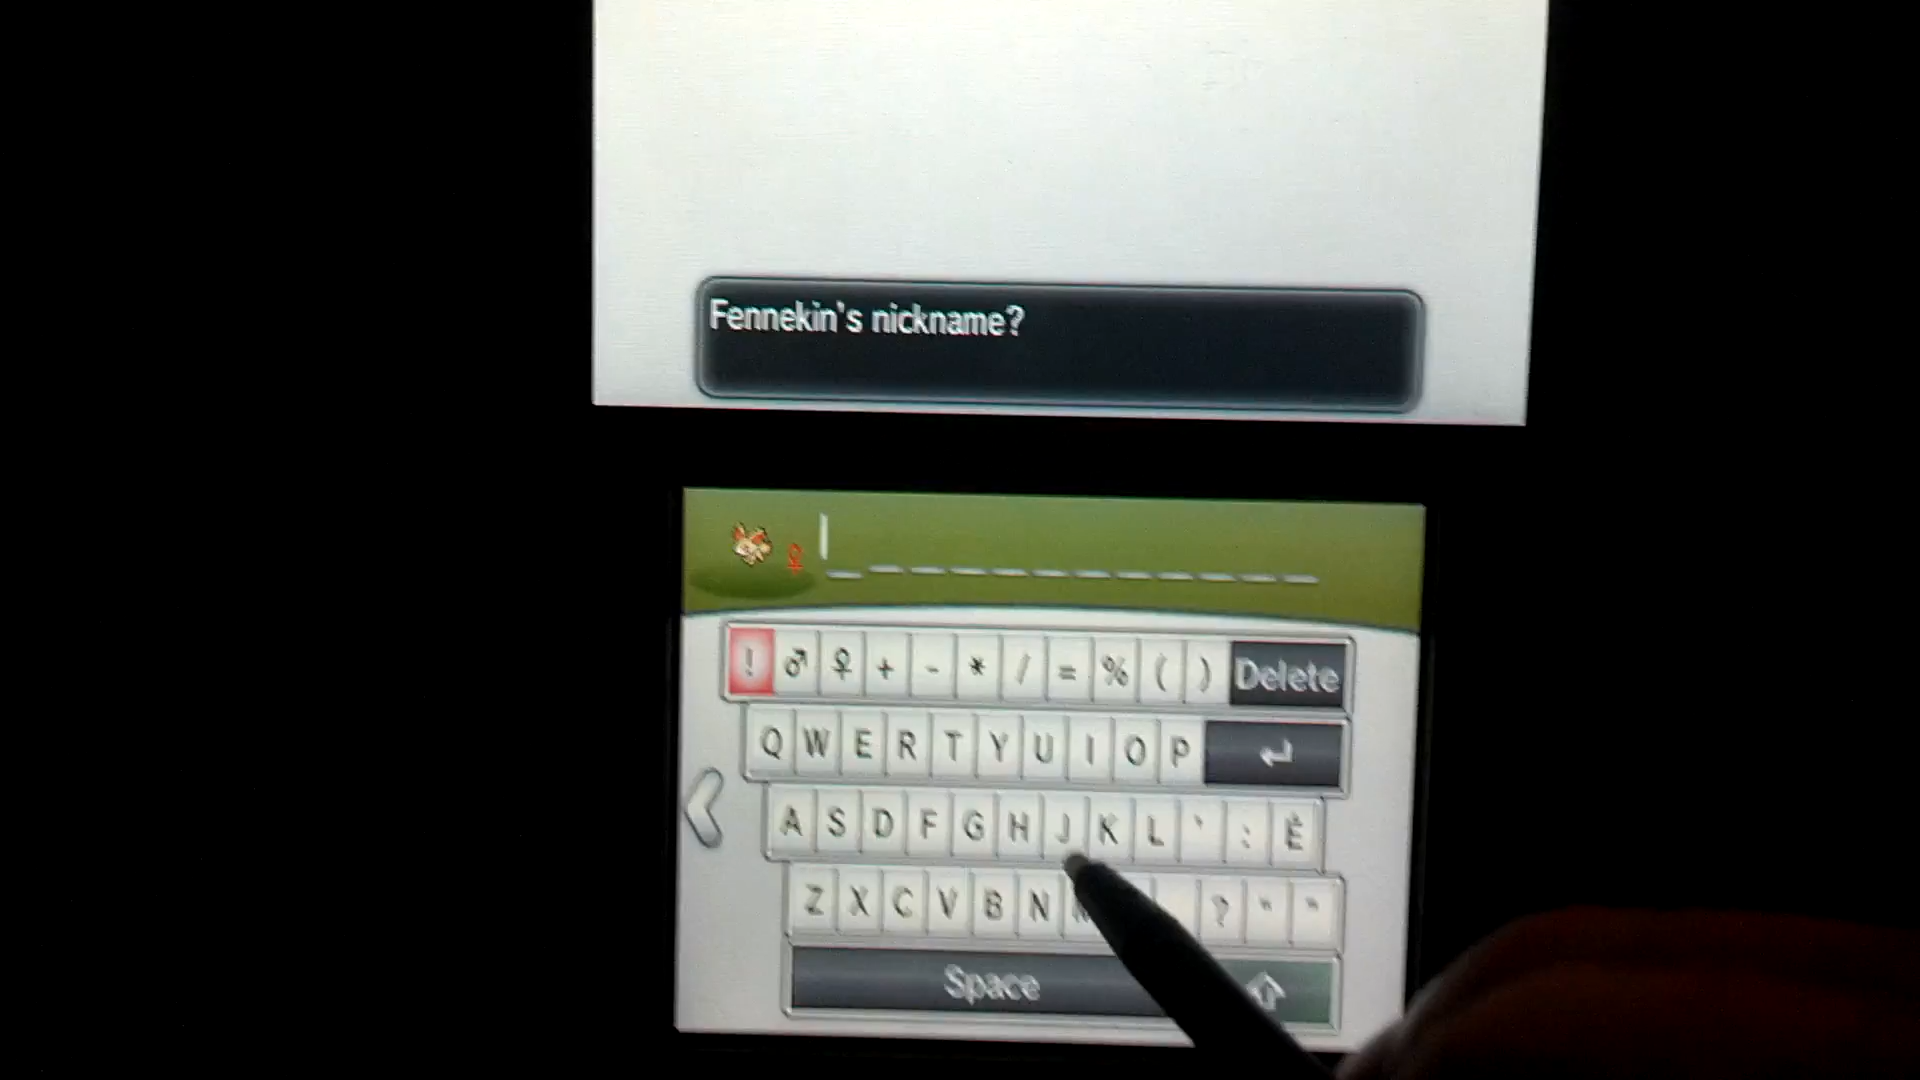 Fennekin's nickname?
! ♂ ♀ + - * / = % ( ) Delete
Q W E R T Y U I O P
A S D F G H J K L ' : É
Z X C V B N M ? " "
Space